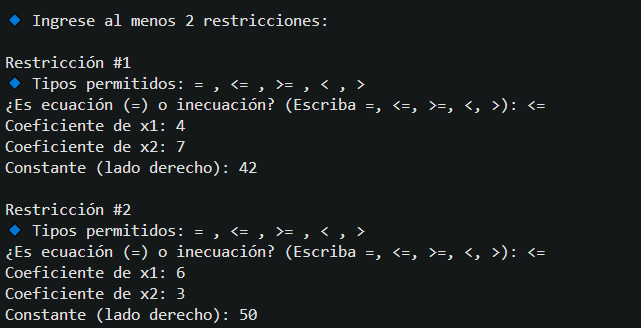 🔹 Ingrese al menos 2 restricciones:
Restricción #1
🔹 Tipos permitidos: = , <= , >= , < , >
¿Es ecuación (=) o inecuación? (Escriba =, <=, >=, <, >): <=
Coeficiente de x1: 4
Coeficiente de x2: 7
Constante (lado derecho): 42
Restricción #2
🔹 Tipos permitidos: = , <= , >= , < , >
¿Es ecuación (=) o inecuación? (Escriba =, <=, >=, <, >): <=
Coeficiente de x1: 6
Coeficiente de x2: 3
Constante (lado derecho): 50